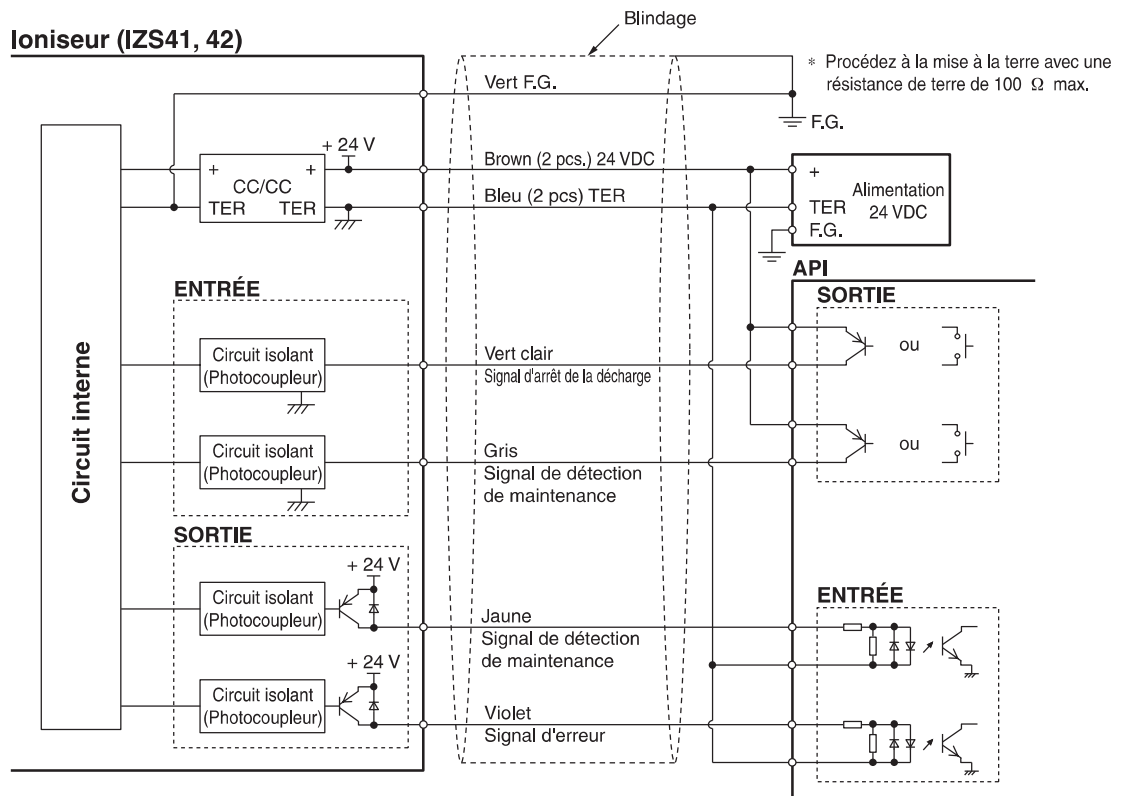 Blindage
Ioniseur (IZS41, 42)
* Procédez à la mise à la terre avec une
résistance de terre de 100 Ω max.
Vert F.G.
F.G.
+ 24 V
Brown (2 pcs.) 24 VDC
+ +
CC/CC
TER TER
Bleu (2 pcs) TER
+
Alimentation
24 VDC
TER
F.G.
API
ENTRÉE
SORTIE
Circuit interne
Circuit isolant
(Photocoupleur)
Vert clair
Signal d'arrêt de la décharge
ou
Circuit isolant
(Photocoupleur)
Gris
Signal de détection
de maintenance
ou
SORTIE
+ 24 V
Circuit isolant
(Photocoupleur)
Jaune
Signal de détection
de maintenance
ENTRÉE
+ 24 V
Circuit isolant
(Photocoupleur)
Violet
Signal d'erreur